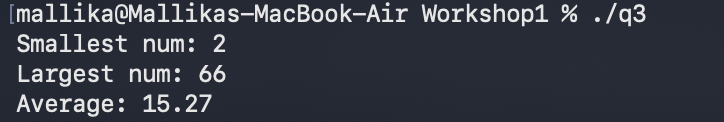 [mallika@Mallikas-MacBook-Air Workshop1 % ./q3
Smallest num: 2
Largest num: 66
Average: 15.27